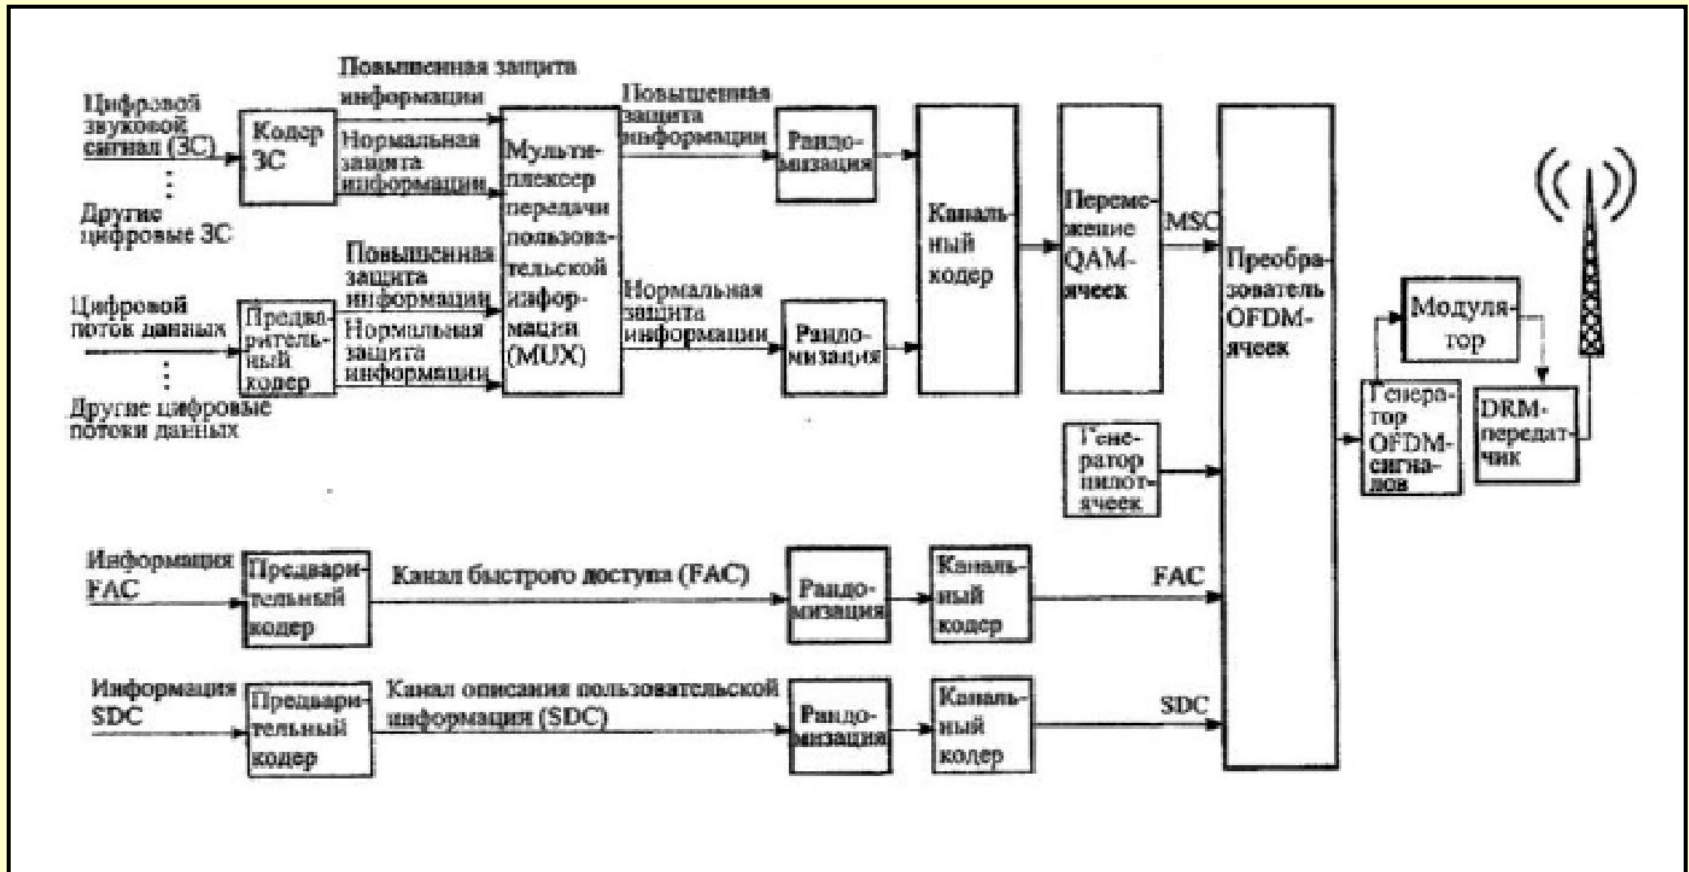 Повышенная защита
информации
Цифровой
звуковой
сигнал (ЗС)
Другие
цифровые ЗС
Кодер
ЗС
Нормальная
защита
информации
Повышенная
защита
информации
Цифровой
поток данных
Другие цифровые
потоки данных
Предва-
ритель-
ный
кодер
Нормальная
защита
информации
Мульти-
плексер
передачи
пользова-
тельской
инфор-
мации
(MUX)
Повышенная
защита
информации
Нормальная
защита
информации
Рандо-
мизация
Рандо-
мизация
Каналь-
ный
кодер
Переме-
жение
QAM-
ячеек
MSC
Гене-
ратор
пилот-
ячеек
Преобра-
зователь
OFDM-
ячеек
Модуля-
тор
Генера-
тор
OFDM-
сигна-
лов
DRM-
передат-
чик
Информация
FAC
Предвари-
тельный
кодер
Канал быстрого доступа (FAC)
Рандо-
мизация
Каналь-
ный
кодер
FAC
Информация
SDC
Предвари-
тельный
кодер
Канал описания пользовательской
информация (SDC)
Рандо-
мизация
Каналь-
ный
кодер
SDC